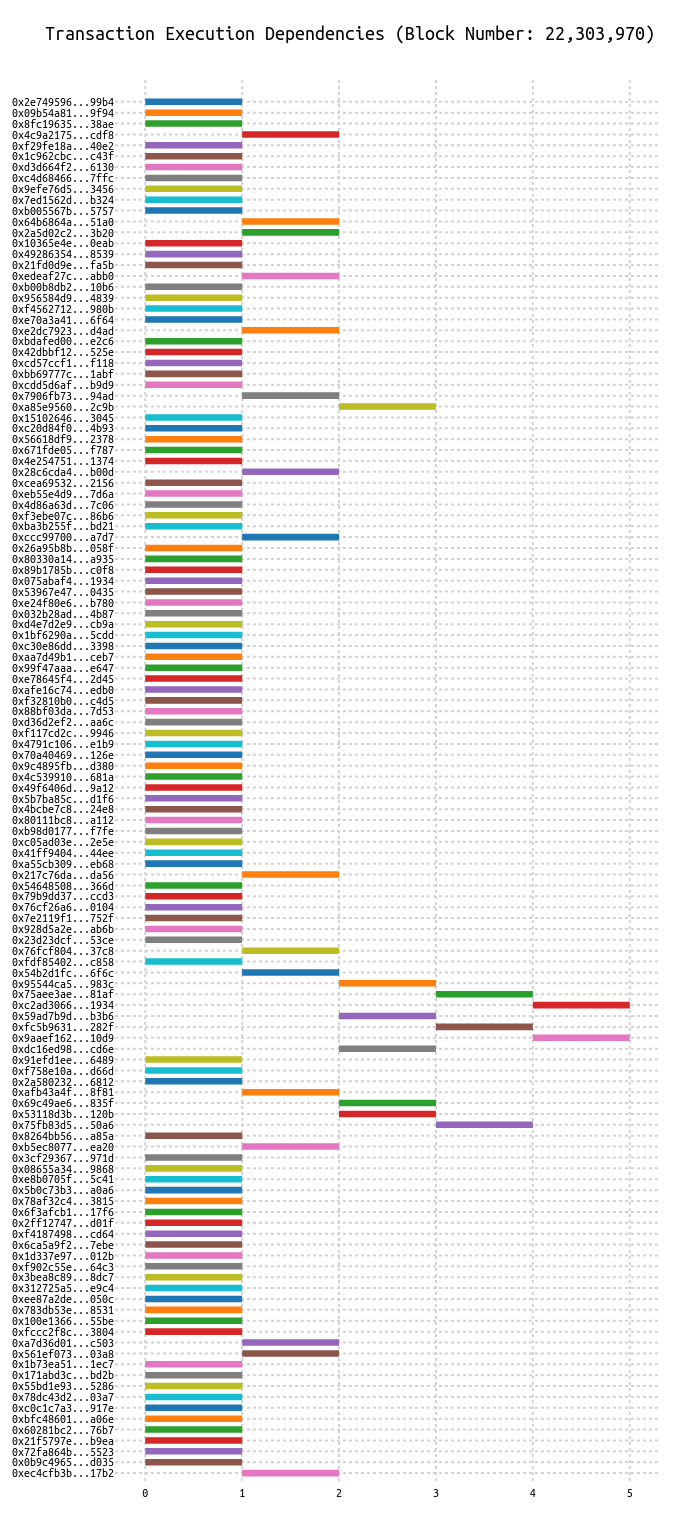 Transaction Execution Dependencies (Block Number: 22,303,970)
0x2e749596...99b4
0x09b54a81...9f94
0x8fc19635...38ae
0x4c9a2175...cdf8
0xf29fe18a...40e2
0x1c962cbc...c43f
0xd3d664f2...6130
0xc4d68466...7ffc
0x9efe76d5...3456
0x7ed1562d...b324
0xb005567b...5757
0x64b6864a...51a0
0x2a5d02c2...3b20
0x10365e4e...0eab
0x49286354...8539
0x21fd0d9e...fa5b
0xedeaf27c...abb0
0xb00b8db2...10b6
0x956584d9...4839
0xf4562712...980b
0xe70a3a41...6f64
0xe2dc7923...d4ad
0xbdafed00...e2c6
0x42dbbf12...525e
0xcd57ccf1...f118
0xbb69777c...1abf
0xcdd5d6af...b9d9
0x7906fb73...94ad
0xa85e9560...2c9b
0x15102646...3045
0xc20d84f0...4b93
0x56618df9...2378
0x671fde05...f787
0x4e254751...1374
0x28c6cda4...b00d
0xcea69532...2156
0xeb55e4d9...7d6a
0x4d86a63d...7c06
0xf3ebe07c...86b6
0xba3b255f...bd21
0xccc99700...a7d7
0x26a95b8b...058f
0x80330a14...a935
0x89b1785b...c0f8
0x075abaf4...1934
0x53967e47...0435
0xe24f80e6...b780
0x032b28ad...4b87
0xd4e7d2e9...cb9a
0x1bf6290a...5cdd
0xc30e86dd...3398
0xaa7d49b1...ceb7
0x99f47aaa...e647
0xe78645f4...2d45
0xafe16c74...edb0
0xf32810b0...c4d5
0x88bf03da...7d53
0xd36d2ef2...aa6c
0xf117cd2c...9946
0x4791c106...e1b9
0x70a40469...126e
0x9c4895fb...d380
0x4c539910...681a
0x49f6406d...9a12
0x5b7ba85c...d1f6
0x4bcbe7c8...24e8
0x80111bc8...a112
0xb98d0177...f7fe
0xc05ad03e...2e5e
0x41ff9404...44ee
0xa55cb309...eb68
0x217c76da...da56
0x54648508...366d
0x79b9dd37...ccd3
0x76cf26a6...0104
0x7e2119f1...752f
0x928d5a2e...ab6b
0x23d23dcf...53ce
0x76fcf804...37c8
0xfdf85402...c858
0x54b2d1fc...6f6c
0x95544ca5...983c
0x75aee3ae...81af
0xc2ad3066...1934
0x59ad7b9d...b3b6
0xfc5b9631...282f
0x9aaef162...10d9
0xdc16ed98...cd6e
0x91efd1ee...6489
0xf758e10a...d66d
0x2a580232...6812
0xafb43a4f...8f81
0x69c49ae6...835f
0x53118d3b...120b
0x75fb83d5...50a6
0x8264bb56...a85a
0xb5ec8077...ea20
0x3cf29367...971d
0x08655a34...9868
0xe8b0705f...5c41
0x5b0c73b3...a0a6
0x78af32c4...3815
0x6f3afcb1...17f6
0x2ff12747...d01f
0xf4187498...cd64
0x6ca5a9f2...7ebe
0x1d337e97...012b
0xf902c55e...64c3
0x3bea8c89...8dc7
0x312725a5...e9c4
0xee87a2de...050c
0x783db53e...8531
0x100e1366...55be
0xfccc2f8c...3804
0xa7d36d01...c503
0x561ef073...03a8
0x1b73ea51...1ec7
0x171abd3c...bd2b
0x55bd1e93...5286
0x78dc43d2...03a7
0xc0c1c7a3...917e
0xbfc48601...a06e
0x60281bc2...76b7
0x21f5797e...b9ea
0x72fa864b...5523
0x0b9c4965...d035
0xec4cfb3b...17b2
0 1 2 3 4 5